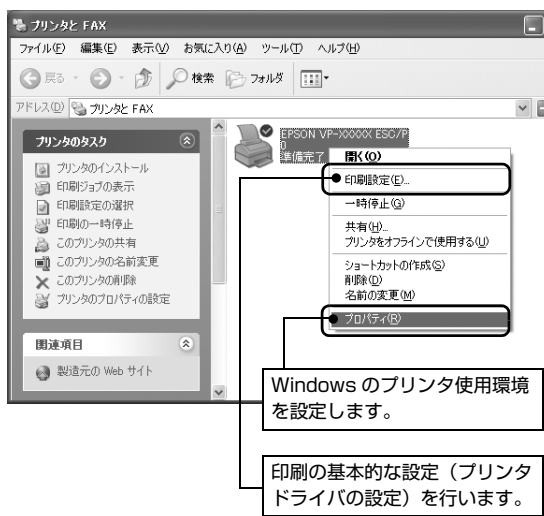 プリンタと FAX
ファイル(F) 編集(E) 表示(V) お気に入り(A) ツール(T) ヘルプ(H)
戻る 検索 フォルダ
アドレス(D) プリンタと FAX
プリンタのタスク
プリンタのインストール
印刷ジョブの表示
印刷設定の選択
印刷の一時停止
このプリンタの共有
このプリンタの名前変更
このプリンタの削除
プリンタのプロパティの設定
関連項目
製造元の Web サイト
EPSON VP-XXXXX ESC/P
0
準備完了
開く(O)
印刷設定(E)...
一時停止(G)
共有(H)...
プリンタをオフラインで使用する(U)
ショートカットの作成(S)
削除(D)
名前の変更(M)
プロパティ(R)
Windows のプリンタ使用環境
を設定します。
印刷の基本的な設定（プリンタ
ドライバの設定）を行います。